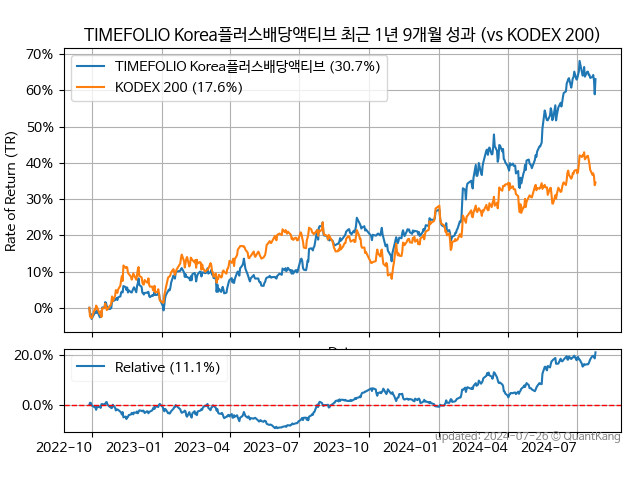 TIMEFOLIO Korea플러스배당액티브 최근 1년 9개월 성과 (vs KODEX 200)
TIMEFOLIO Korea플러스배당액티브 (30.7%)
KODEX 200 (17.6%)
Rate of Return (TR)
70%
60%
50%
40%
30%
20%
10%
0%
Relative (11.1%)
20.0%
0.0%
2022-10 2023-01 2023-04 2023-07 2023-10 2024-01 2024-04 2024-07
Updated: 2024-07-26 © QuantKang